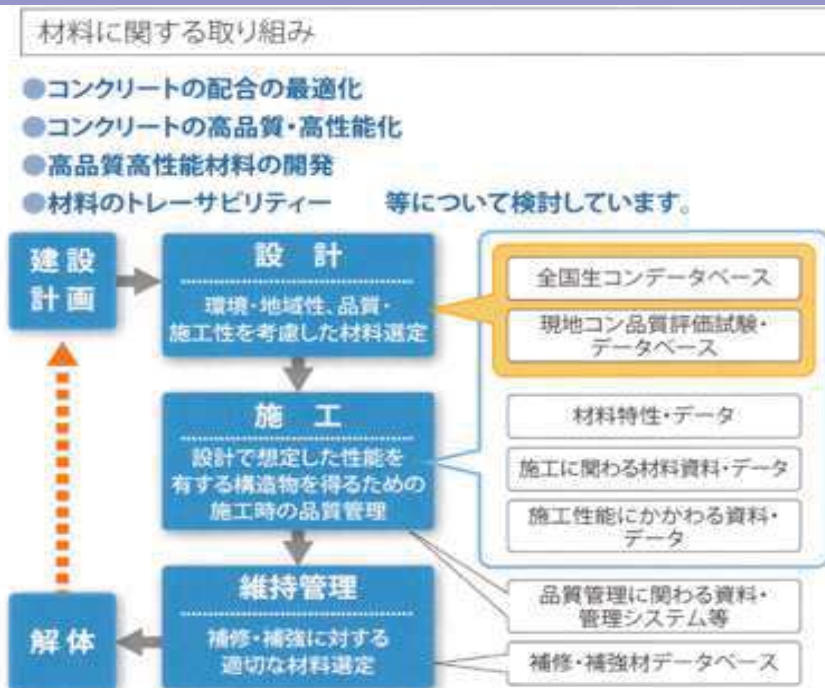 材料に関する取り組み
●コンクリートの配合の最適化
●コンクリートの高品質・高性能化
●高品質高性能材料の開発
●材料のトレーサビリティー　等について検討しています。
建設
計画
設　計
環境・地域性、品質・
施工性を考慮した材料選定
全国生コンデータベース
現地コン品質評価試験・
データベース
施　工
設計で想定した性能を
有する構造物を得るための
施工時の品質管理
材料特性・データ
施工に関わる材料資料・データ
施工性能にかかわる資料・
データ
維持管理
補修・補強に対する
適切な材料選定
品質管理に関わる資料・
管理システム等
補修・補強材データベース
解体